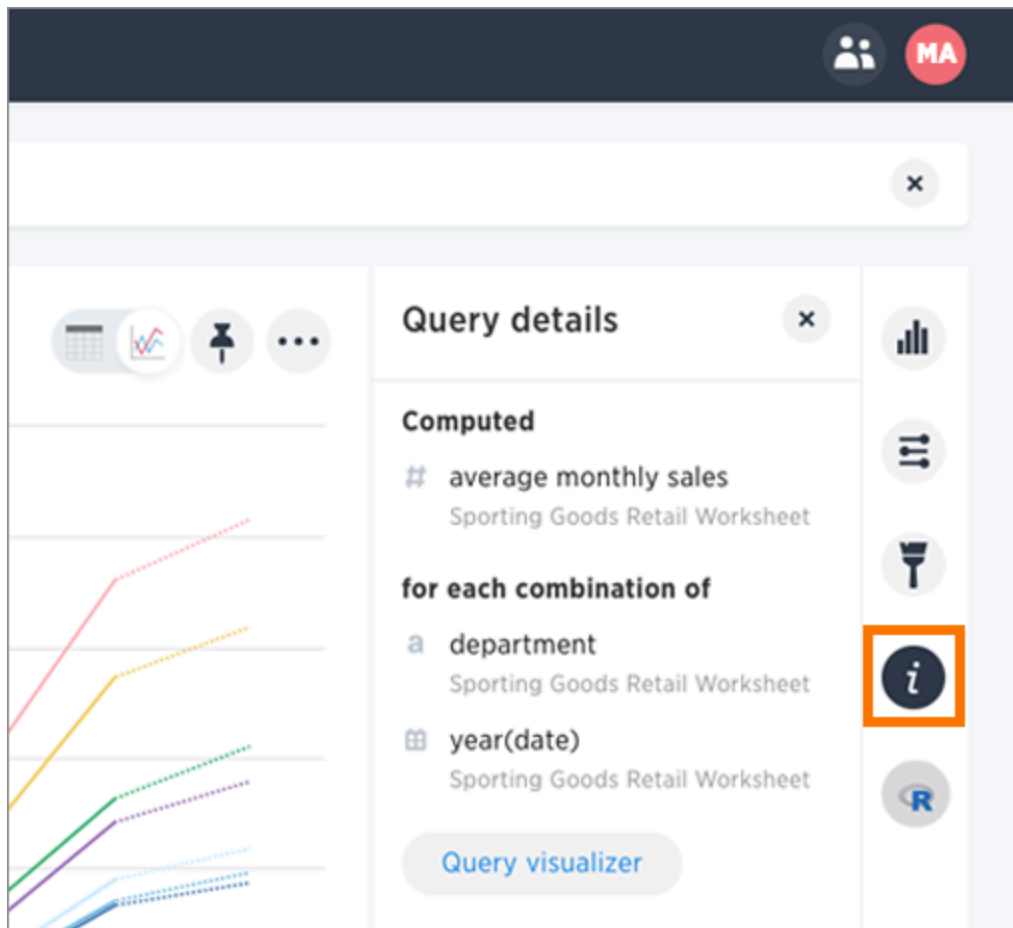 MA
Query details
Computed
# average monthly sales
Sporting Goods Retail Worksheet
for each combination of
a department
Sporting Goods Retail Worksheet
year(date)
Sporting Goods Retail Worksheet
i
R
Query visualizer